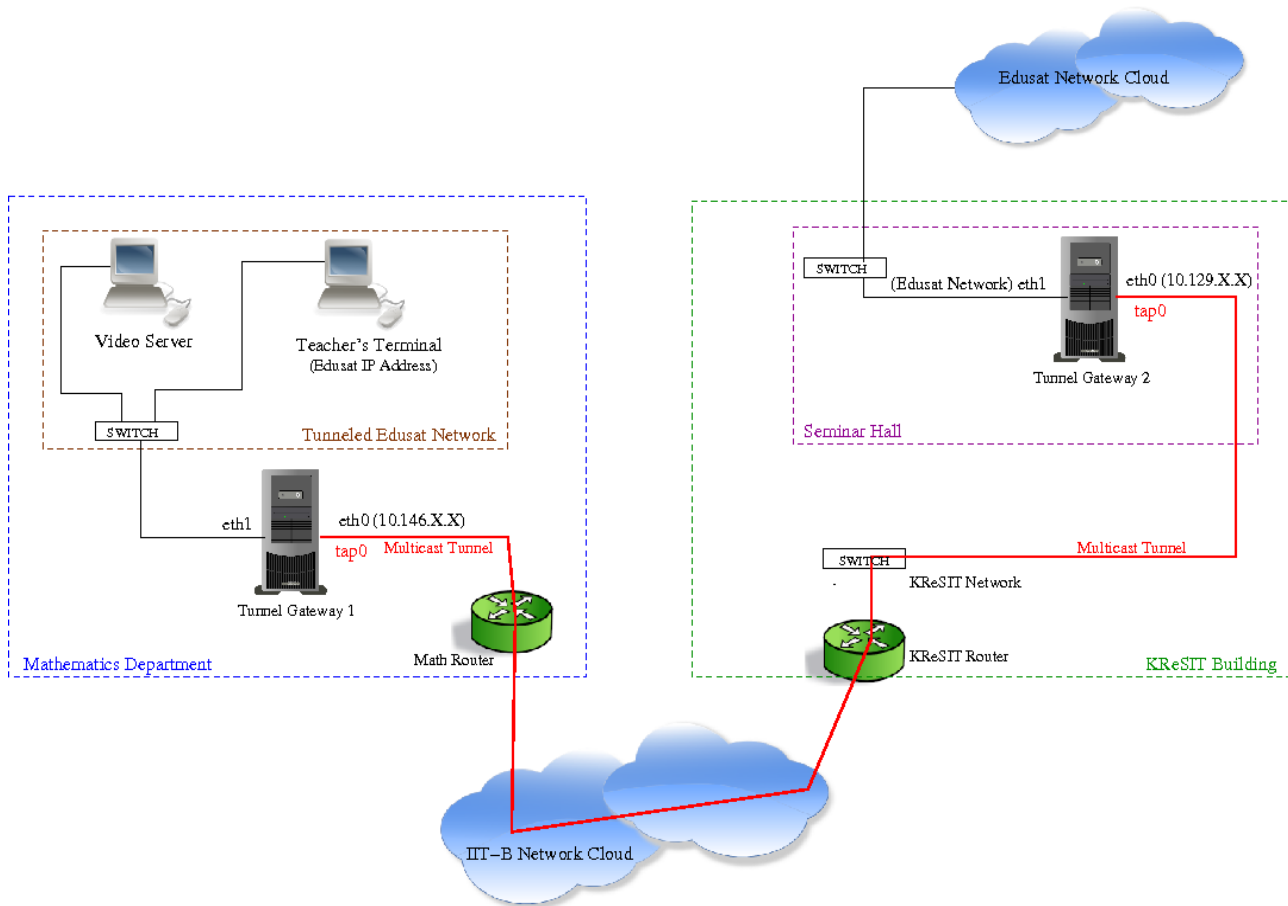 Edusat Network Cloud
SWITCH
(Edusat Network) eth1
eth0 (10.129.X.X)
tap0
Tunnel Gateway 2
Seminar Hall
Video Server
Teacher's Terminal
(Edusat IP Address)
SWITCH
Tunneled Edusat Network
eth1
eth0 (10.146.X.X)
tap0
Multicast Tunnel
Tunnel Gateway 1
Math Router
Mathematics Department
SWITCH
Multicast Tunnel
KReSIT Network
KReSIT Router
KReSIT Building
IIT-B Network Cloud